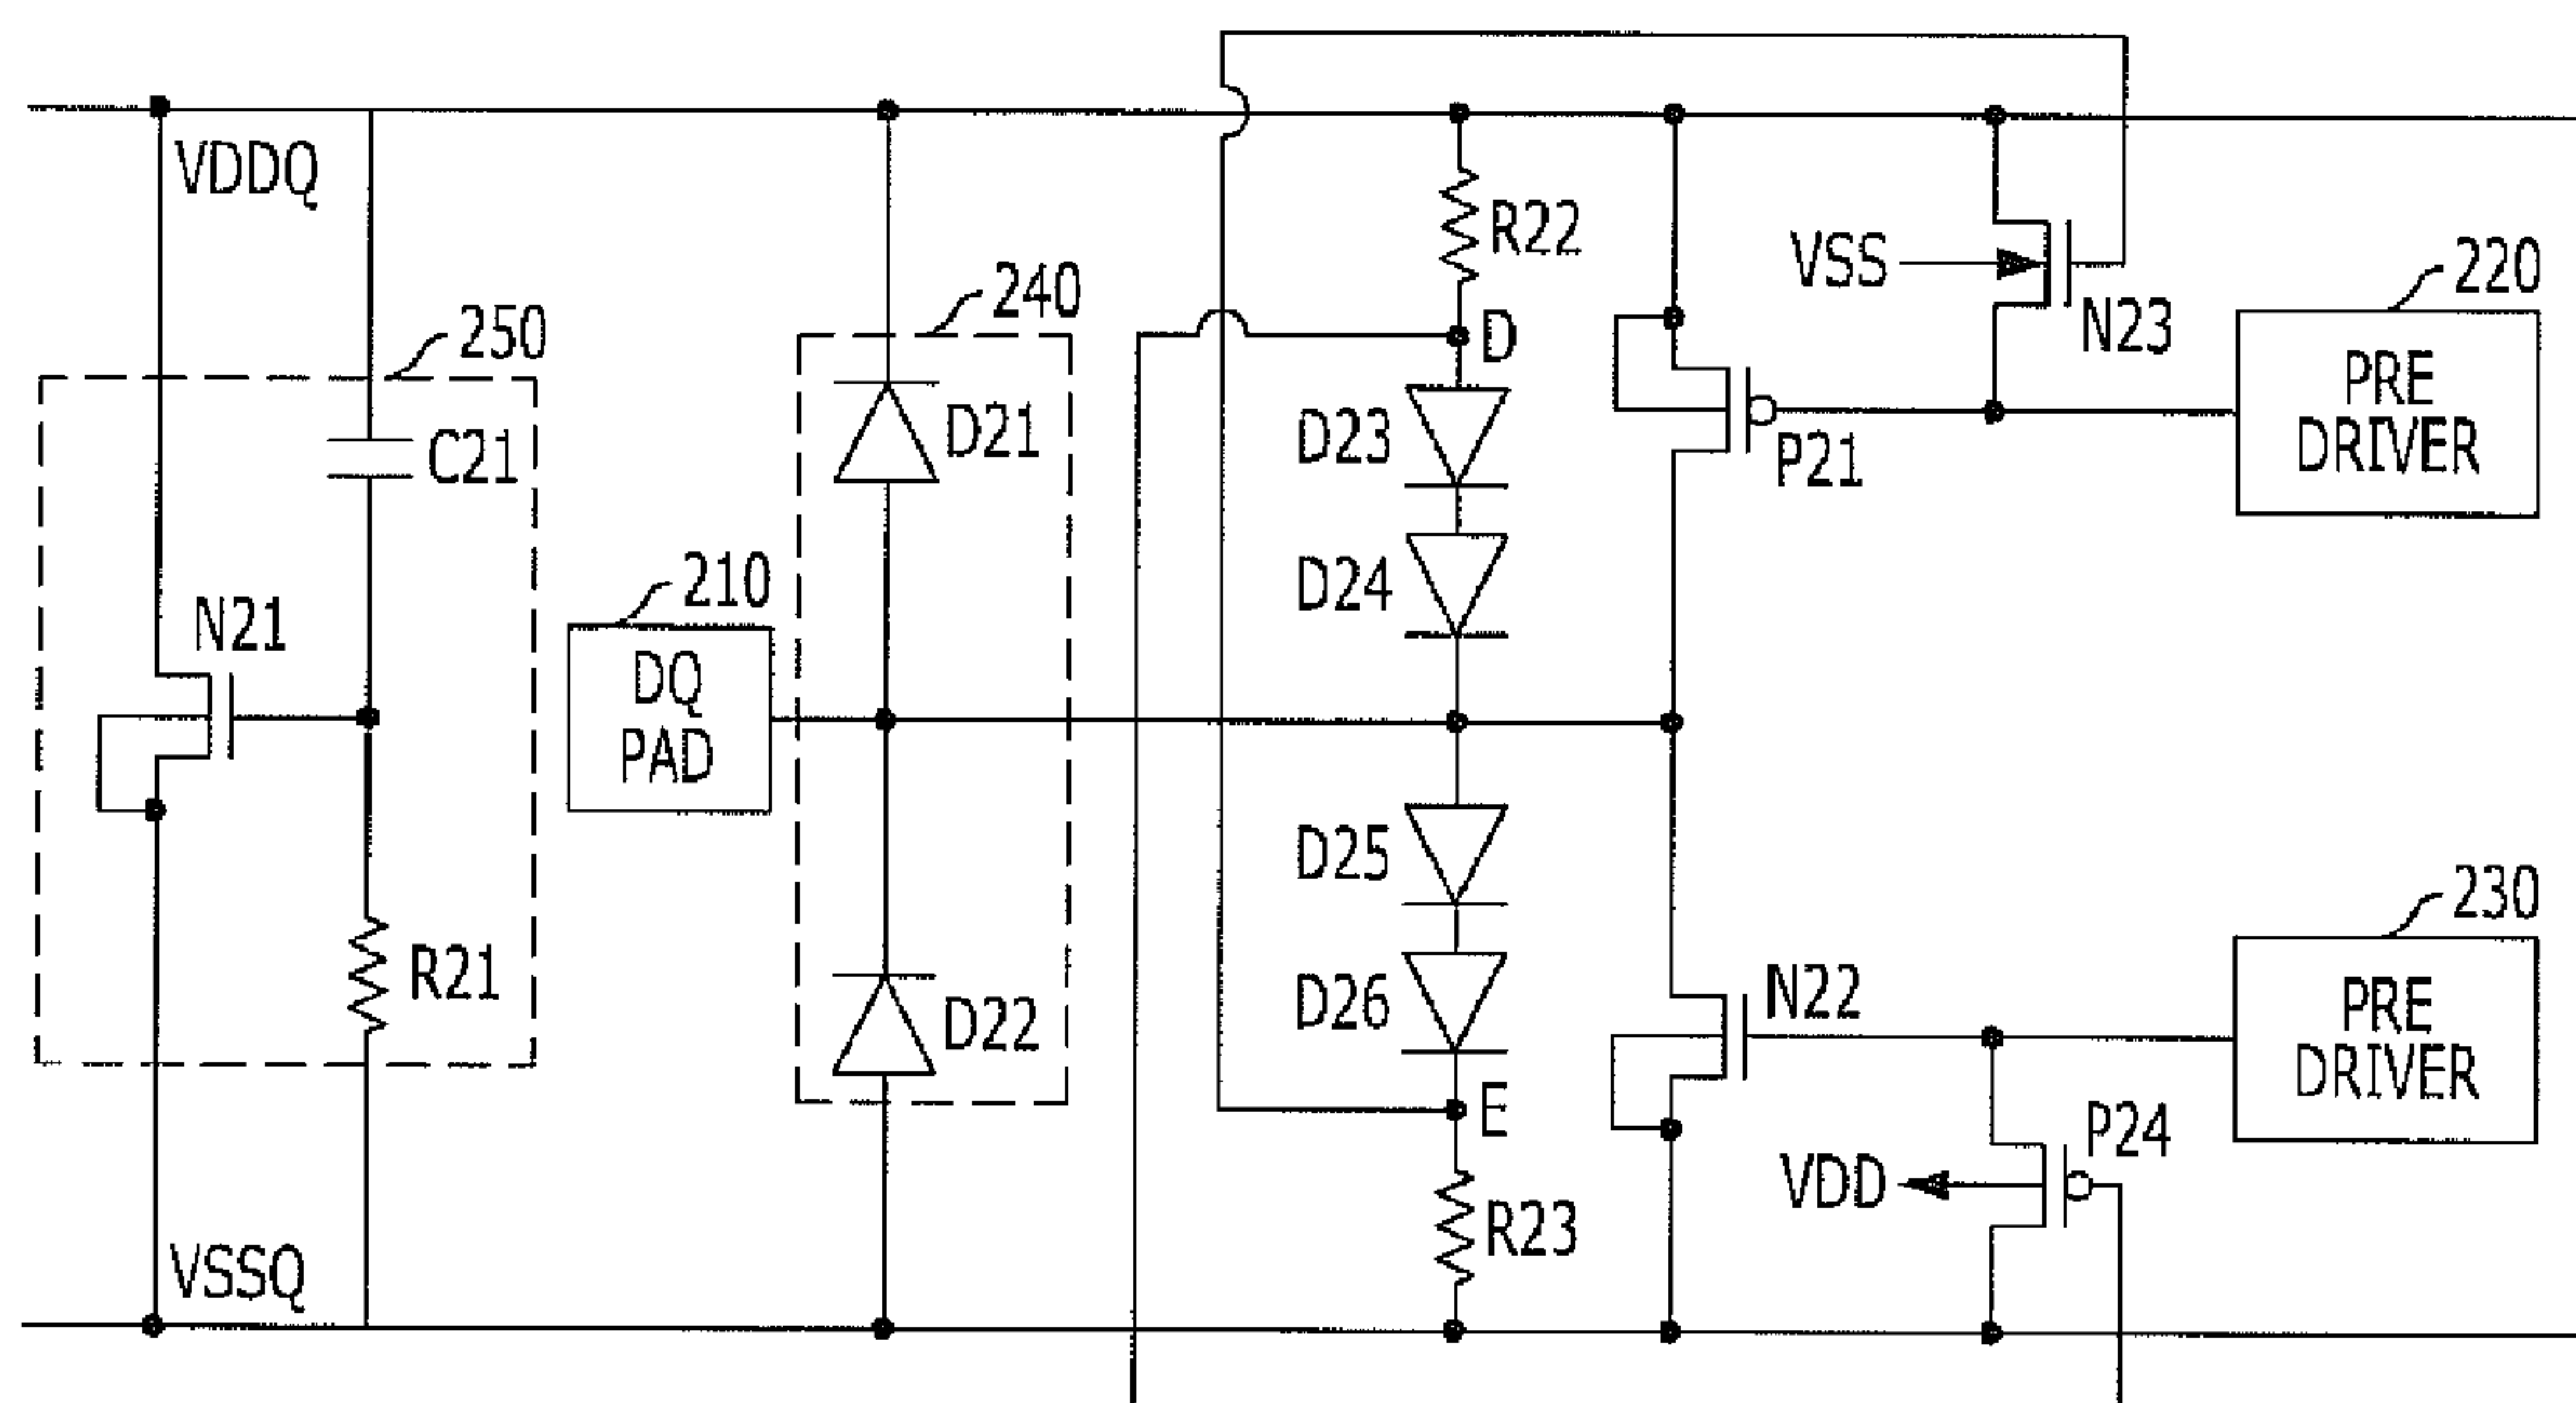 VDDQ
R22
VSS
220
240
D
N23
250
PRE
DRIVER
D21
D23
C21
P21
210
D24
N21
DQ
PAD
D25
230
R21
D22
D26
N22
PRE
DRIVER
E
P24
VDD
R23
VSSQ